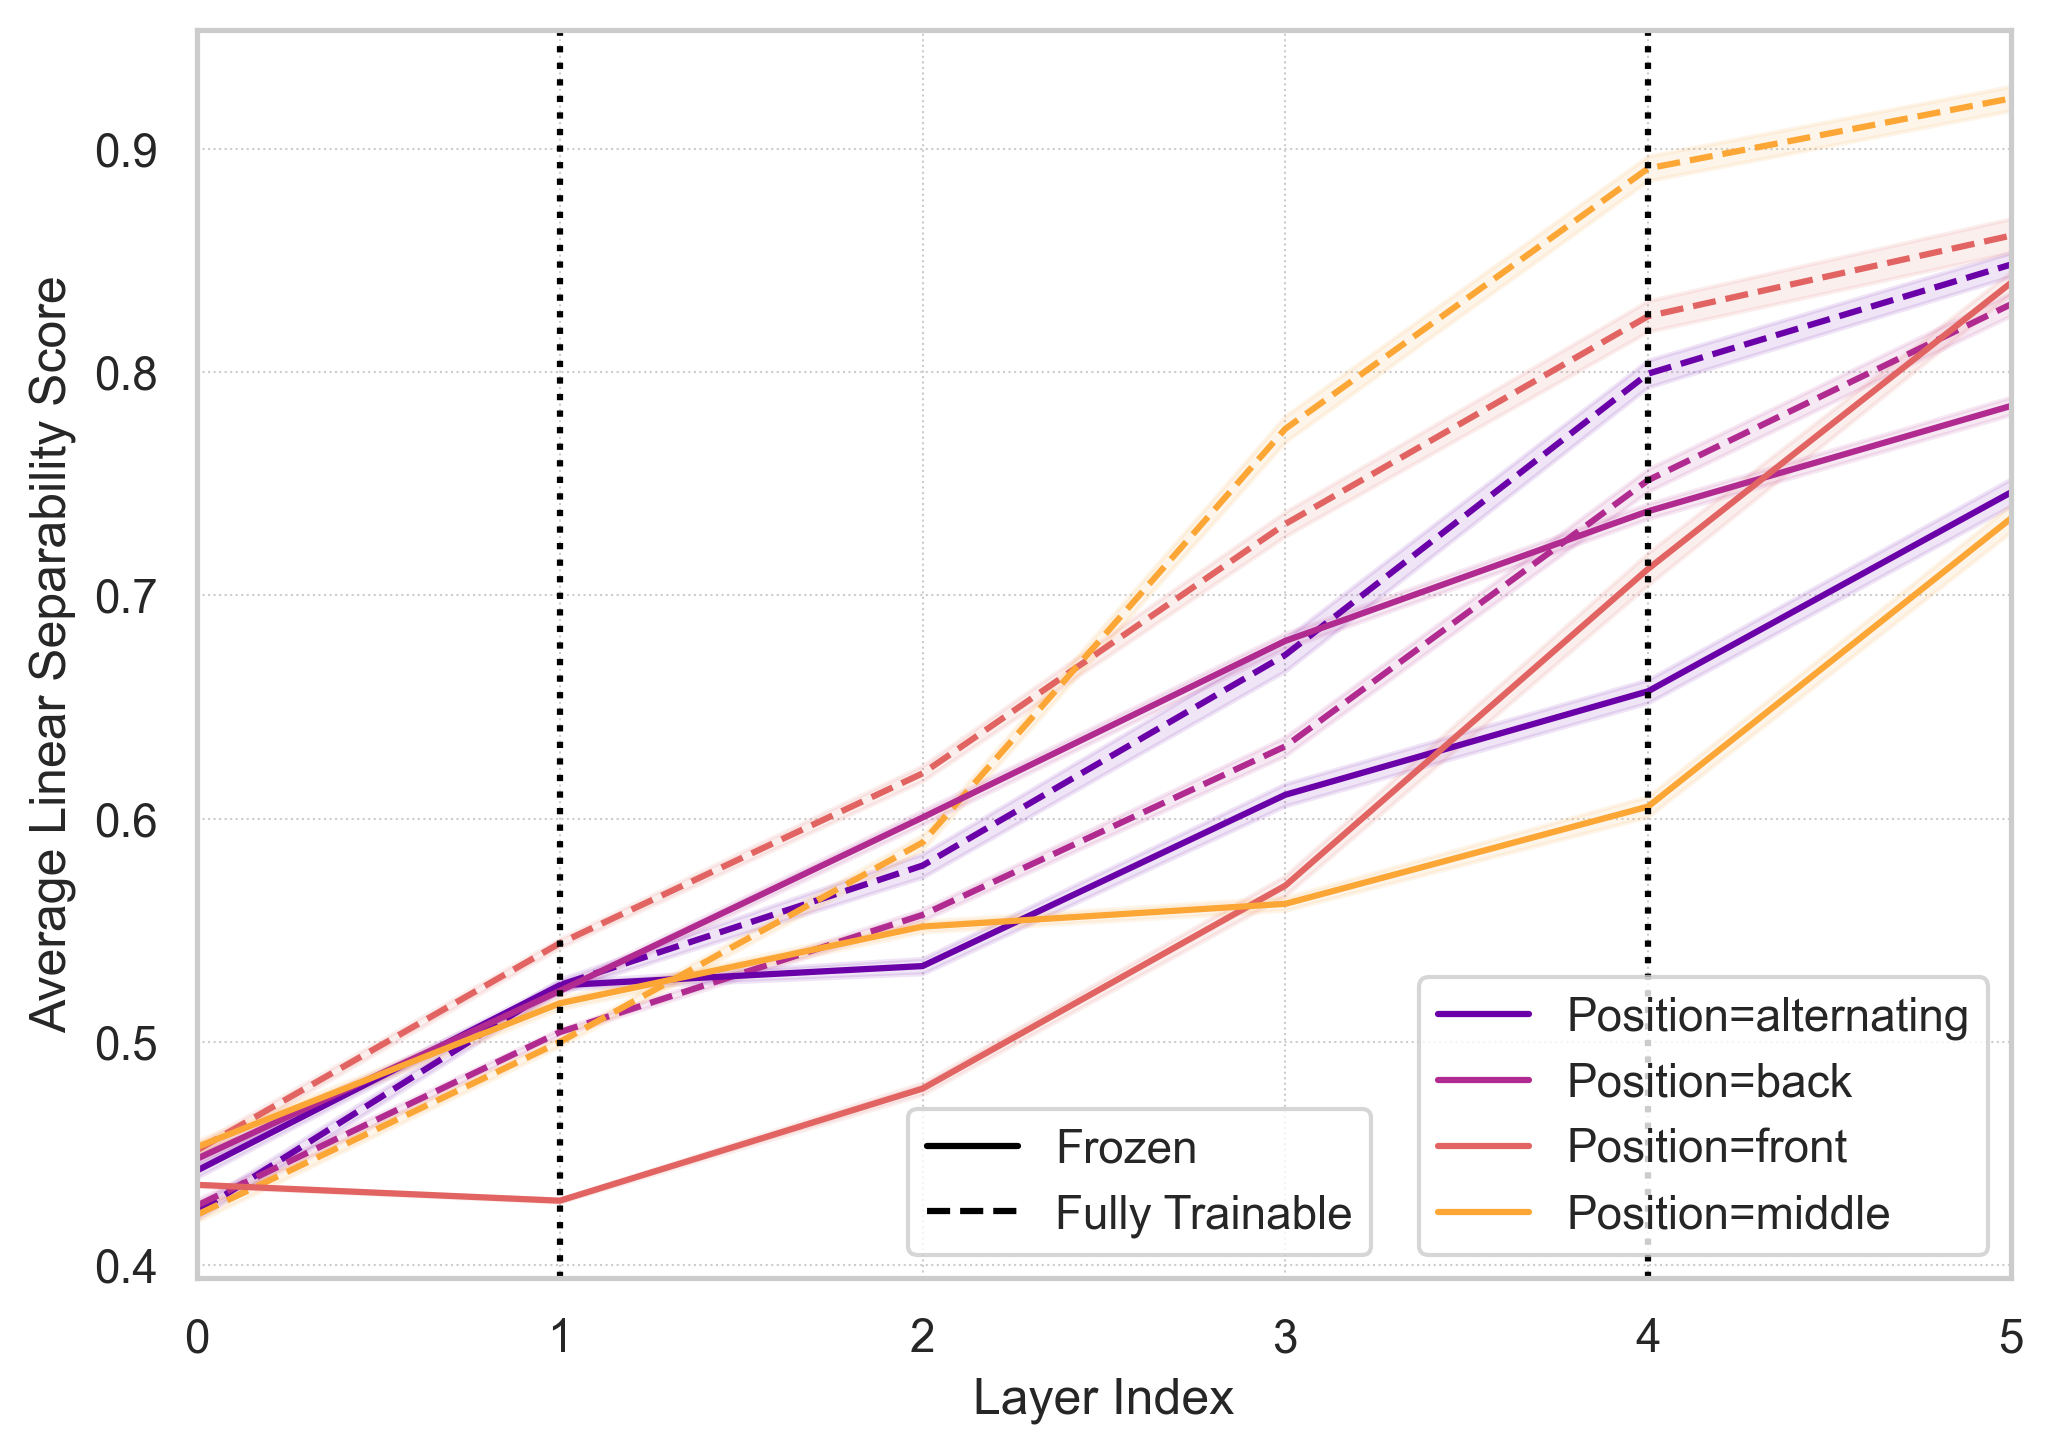 Average Linear Separability Score
0.9
0.8
0.7
0.6
0.5
0.4
0
1
2
3
4
5
Layer Index
Frozen
Fully Trainable
Position=alternating
Position=back
Position=front
Position=middle